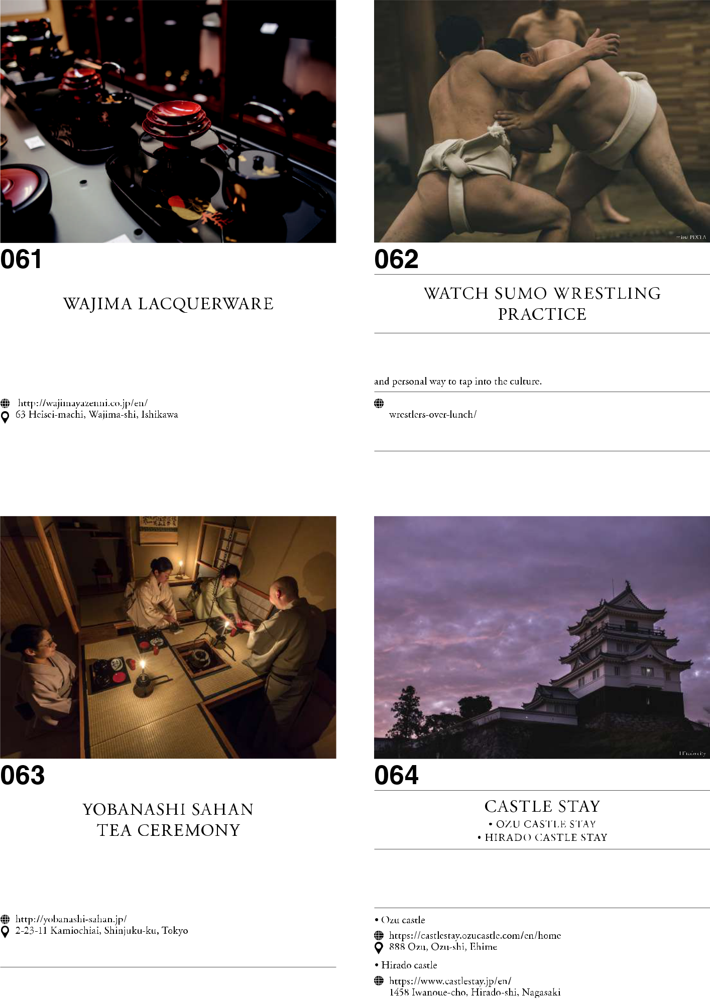 061
WAJIMA LACQUERWARE
http://wajimayazenni.co.jp/en/
63 Heisei-machi, Wajima-shi, Ishikawa
mits/ PIXTA
062
WATCH SUMO WRESTLING
PRACTICE
and personal way to tap into the culture.
wrestlers-over-lunch/
063
YOBANASHI SAHAN
TEA CEREMONY
http://yobanashi-sahan.jp/
2-23-11 Kamiochiai, Shinjuku-ku, Tokyo
Hirado city
064
CASTLE STAY
• OZU CASTLE STAY
• HIRADO CASTLE STAY
• Ozu castle
https://castlestay.ozucastle.com/en/home
888 Ozu, Ozu-shi, Ehime
• Hirado castle
https://www.castlestay.jp/en/
1458 Iwanoue-cho, Hirado-shi, Nagasaki